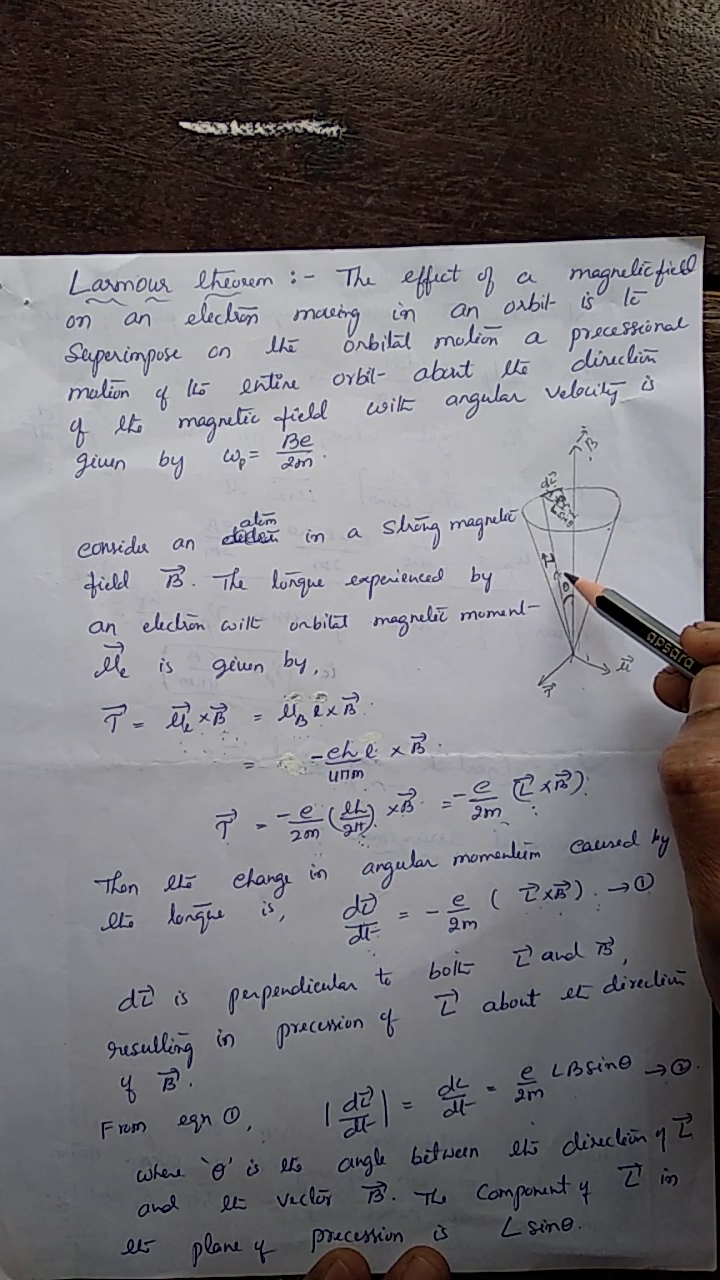 Larmour theorem :- The effect of a magnetic field
on an electron moving in an orbit is to
Superimpose on the orbital motion a precessional
motion of the entire orbit about the direction
of the magnetic field with angular velocity is
given by ωp = Be/2m.
B⃗
dL⃗
L sinθ
L⃗
θ
μ⃗
τ⃗
apsara
consider an atom in a strong magnetic
field B⃗. The torque experienced by
an electron with orbital magnetic moment
μ⃗e is given by,
τ⃗ = μ⃗e × B⃗ = μB l × B⃗.
= -eh l/4πm × B⃗.
τ⃗ = -e/2m (lh/2π) × B⃗ = -e/2m (L⃗ × B⃗).
Then the change in angular momentum caused by
the torque is, dL⃗/dt = -e/2m (L⃗ × B⃗). → ①
dL⃗ is perpendicular to both L⃗ and B⃗,
resulting in precession of L⃗ about the direction
of B⃗.
From eqn ①, |dL⃗/dt| = dL/dt = e/2m LB sinθ → ②.
where 'θ' is the angle between the direction of L⃗
and the vector B⃗. The component of L⃗ in
the plane of precession is L sinθ.